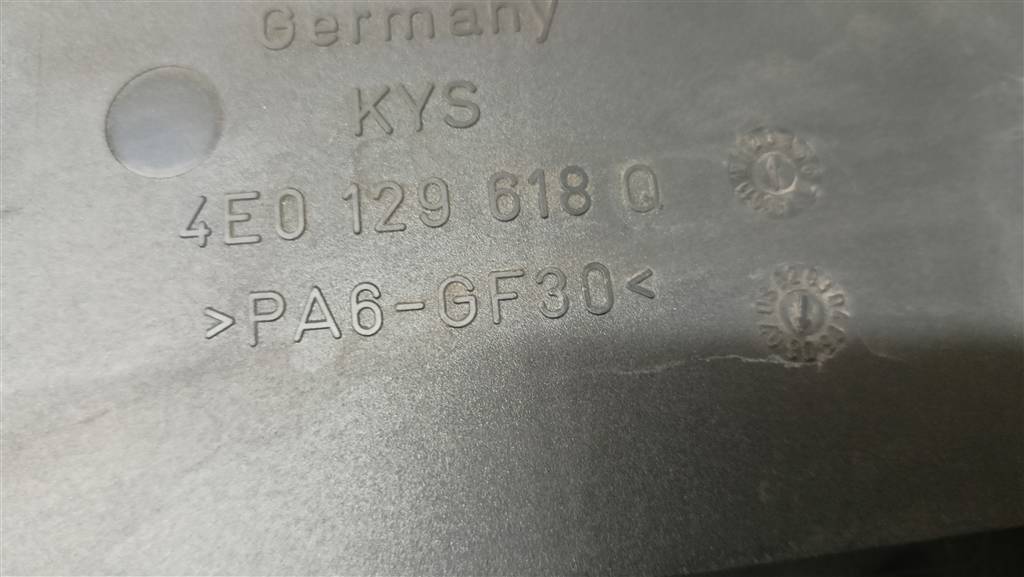 Germany
KYS
4E0 129 618 Q
>PA6-GF30<